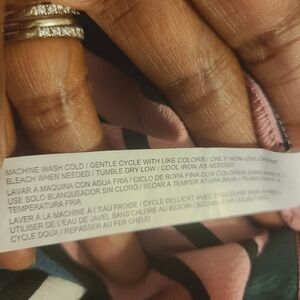 MACHINE WASH COLD / GENTLE CYCLE WITH LIKE COLORS / ONLY NON-CHLORINE
BLEACH WHEN NEEDED / TUMBLE DRY LOW / COOL IRON AS NEEDED
LAVAR A MAQUINA CON AGUA FRIA / CICLO DE ROPA FINA CON COLORES
USE SOLO BLANQUEADOR SIN CLORO / SECAR A TEMPERATURA BAJA /
TEMPERATURA FRIA
LAVER À LA MACHINE À L'EAU FROIDE / CYCLE DELICAT AVEC COULEURS
UTILISER DE L'EAU DE JAVEL SANS CHLORE AU BESOIN /
CYCLE DOUX / REPASSER AU FER CHAUD